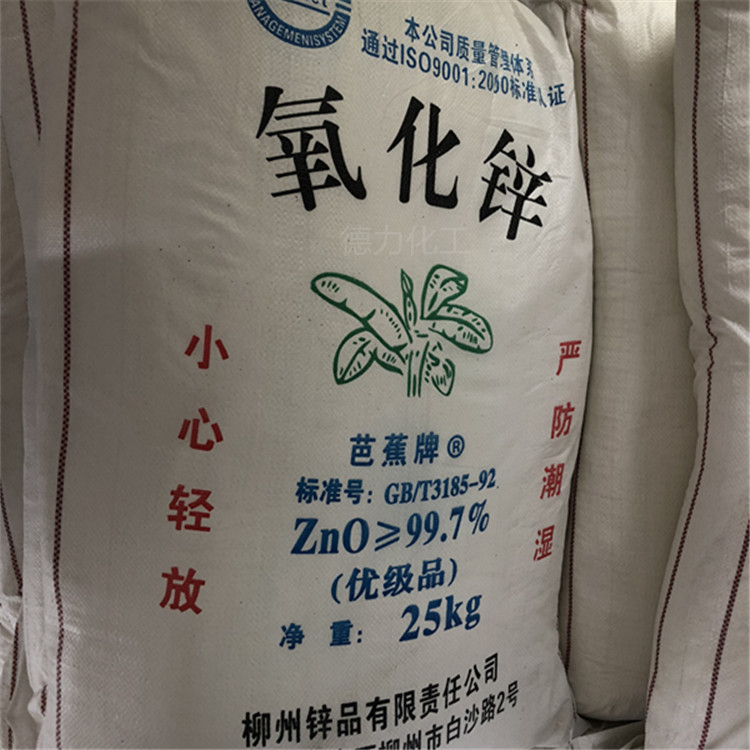 MANAGEMENTSYSTEM
本公司质量管理体系
通过ISO9001:2000标准认证
氧化锌
德力化工
小心轻放
严防潮湿
芭蕉牌®
标准号:GB/T3185-92
ZnO≥99.7%
(优级品)
净重:25kg
柳州锌品有限责任公司
柳州市白沙路2号